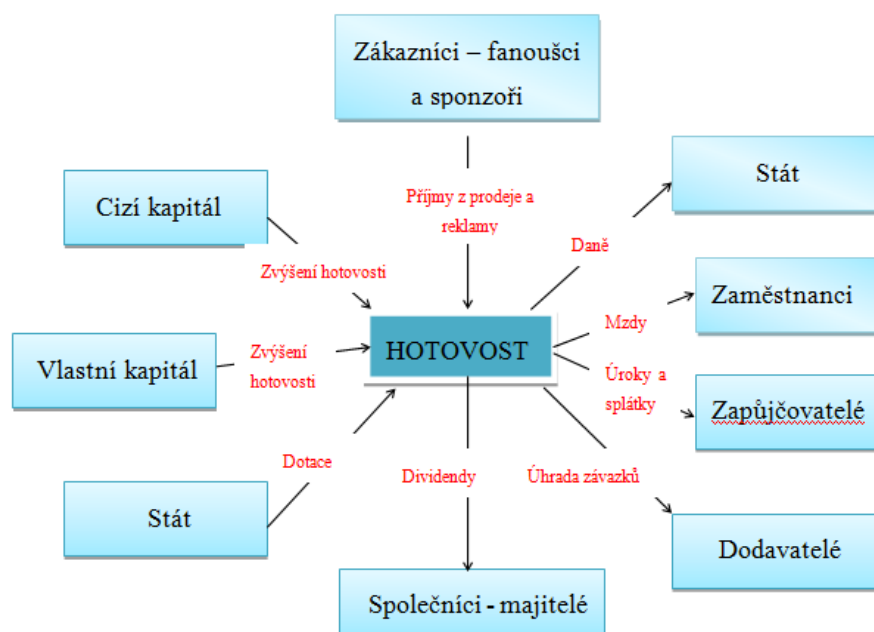 Zákazníci – fanoušci
a sponzoři
Stát
Cizí kapitál
Příjmy z prodeje a
reklamy
Daně
Zvýšení hotovosti
Zaměstnanci
Mzdy
HOTOVOST
Vlastní kapitál
Zvýšení
hotovosti
Úroky a
splátky
Zapůjčovatelé
Dotace
Dividendy
Úhrada závazků
Stát
Dodavatelé
Společníci - majitelé